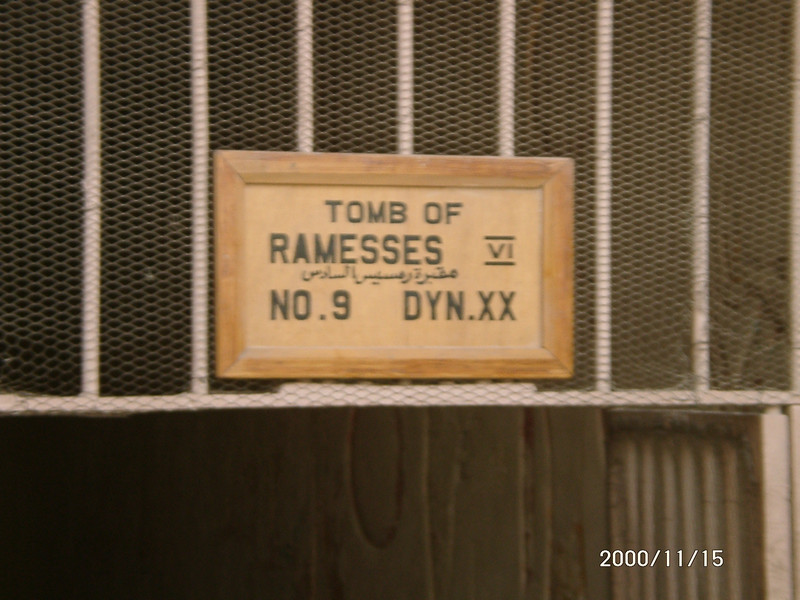 TOMB OF
RAMESSES VI
مقبرة رمسيس السادس
NO.9 DYN.XX
2000/11/15